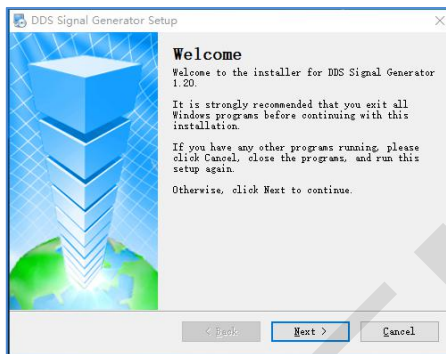 DDS Signal Generator Setup
Welcome
Welcome to the installer for DDS Signal Generator
1.20.
It is strongly recommended that you exit all
Windows programs before continuing with this
installation.
If you have any other programs running, please
click Cancel, close the programs, and run this
setup again.
Otherwise, click Next to continue.
< Back
Next >
Cancel